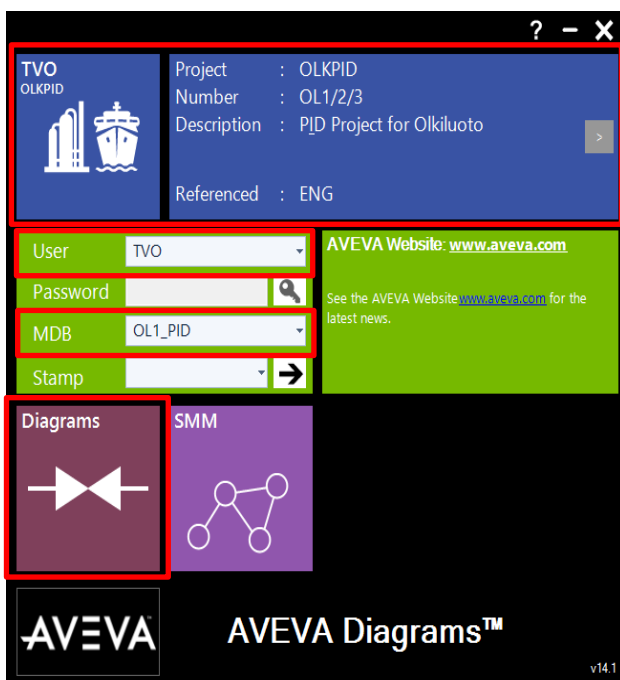 ? – X
TVO
OLKPID
Project : OLKPID
Number : OL1/2/3
Description : PID Project for Olkiluoto
>
Referenced : ENG
User TVO
Password
MDB OL1_PID
Stamp
AVEVA Website: www.aveva.com
See the AVEVA Website www.aveva.com for the
latest news.
Diagrams
SMM
AVEVA
AVEVA Diagrams™
v14.1